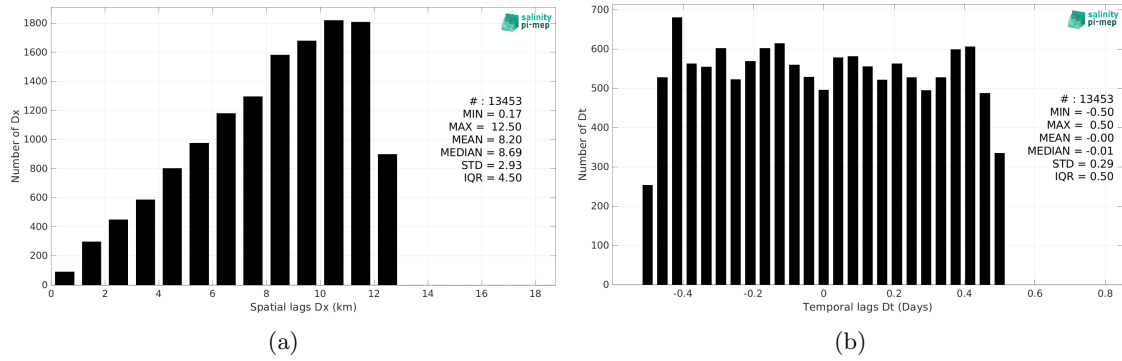 salinity
pi-mep
1800
1600
1400
1200
1000
800
600
400
200
0
Number of Dx
# : 13453
MIN = 0.17
MAX = 12.50
MEAN = 8.20
MEDIAN = 8.69
STD = 2.93
IQR = 4.50
0 2 4 6 8 10 12 14 16 18
Spatial lags Dx (km)
(a)
salinity
pi-mep
700
600
500
400
300
200
100
0
Number of Dt
# : 13453
MIN = -0.50
MAX = 0.50
MEAN = -0.00
MEDIAN = -0.01
STD = 0.29
IQR = 0.50
-0.4 -0.2 0 0.2 0.4 0.6 0.8
Temporal lags Dt (Days)
(b)